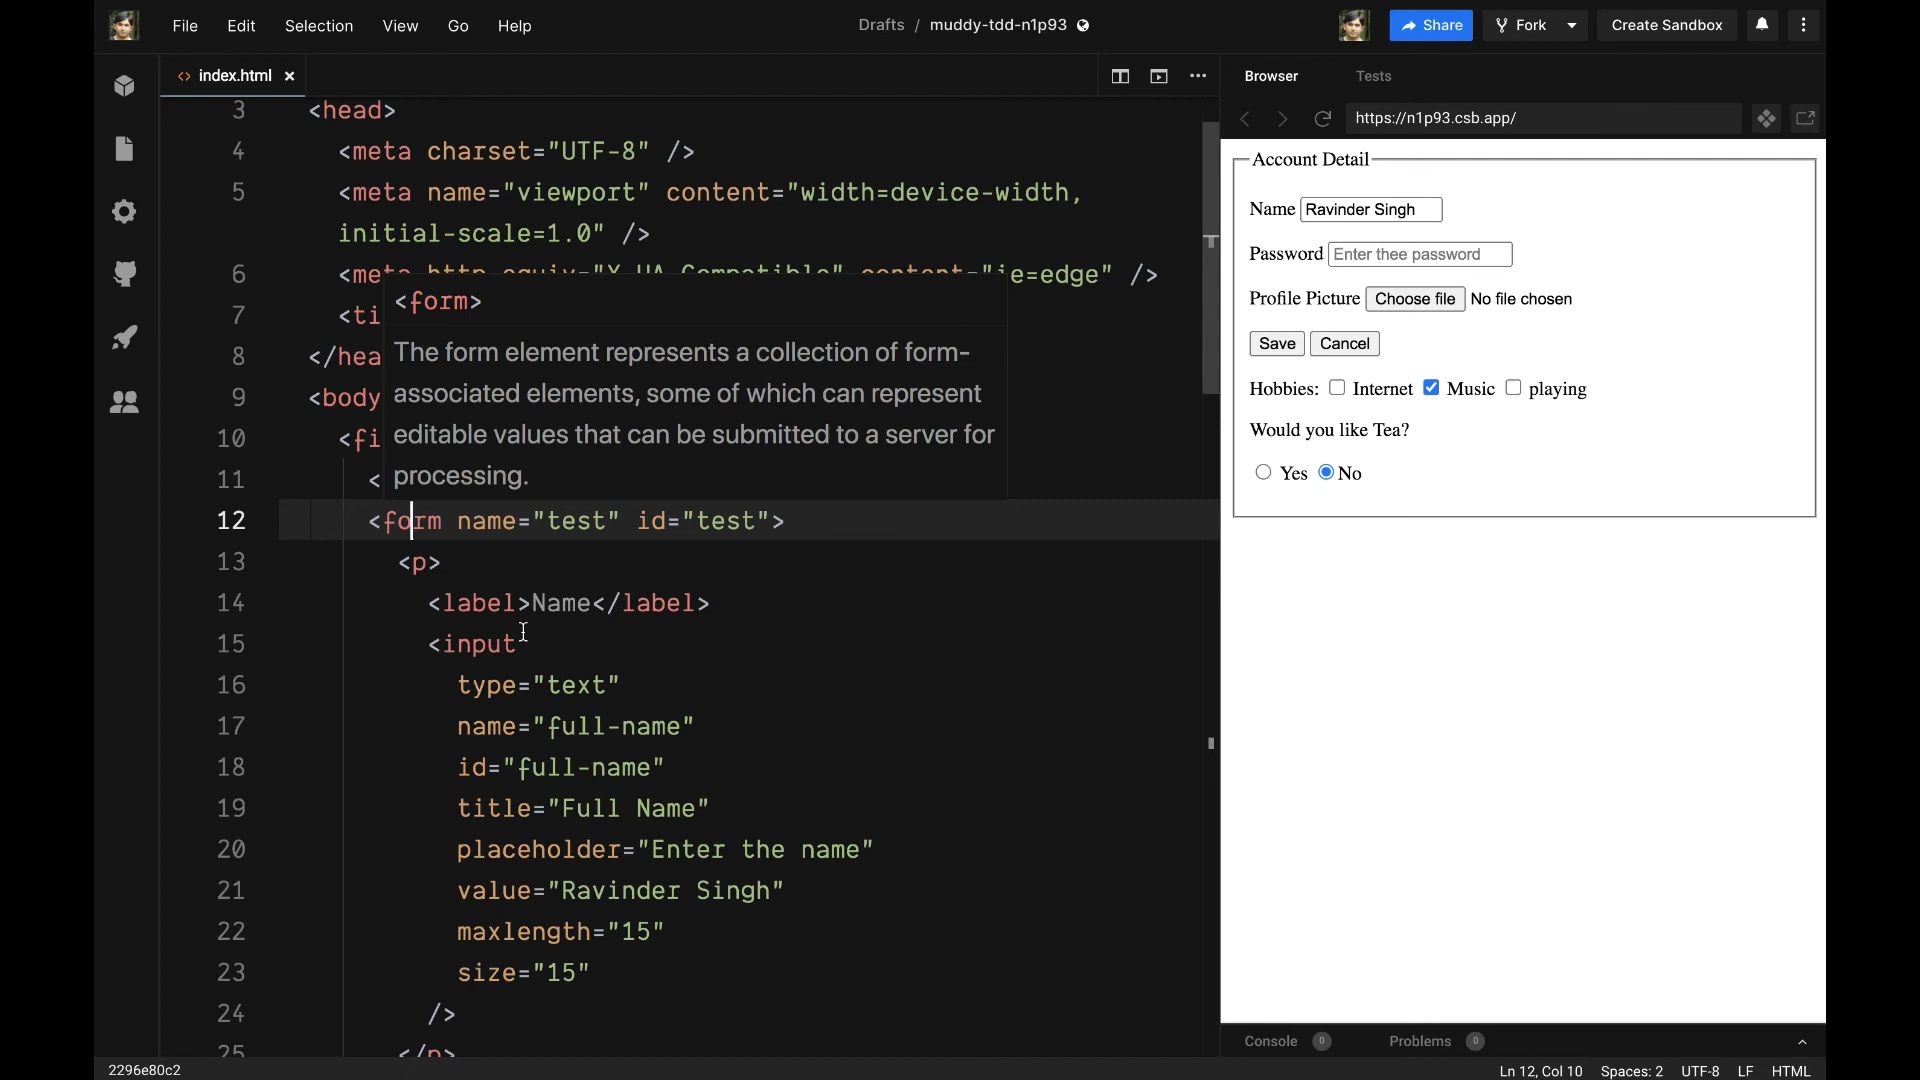 File Edit Selection View Go Help
Drafts / muddy-tdd-n1p93
Share Fork Create Sandbox
<> index.html ×
Browser Tests
https://n1p93.csb.app/
3 <head>
4 <meta charset="UTF-8" />
5 <meta name="viewport" content="width=device-width,
initial-scale=1.0" />
6 <meta http-equiv="X-UA-Compatible" content="ie=edge" />
7 <ti
8 </hea
9 <body
10 <fi
11 <
<form>
The form element represents a collection of form-
associated elements, some of which can represent
editable values that can be submitted to a server for
processing.
12 <form name="test" id="test">
13 <p>
14 <label>Name</label>
15 <input
16 type="text"
17 name="full-name"
18 id="full-name"
19 title="Full Name"
20 placeholder="Enter the name"
21 value="Ravinder Singh"
22 maxlength="15"
23 size="15"
24 />
25 </p>
Account Detail
Name Ravinder Singh
Password Enter thee password
Profile Picture Choose file No file chosen
Save Cancel
Hobbies: Internet Music playing
Would you like Tea?
Yes No
Console 0 Problems 0
2296e80c2
Ln 12, Col 10 Spaces: 2 UTF-8 LF HTML